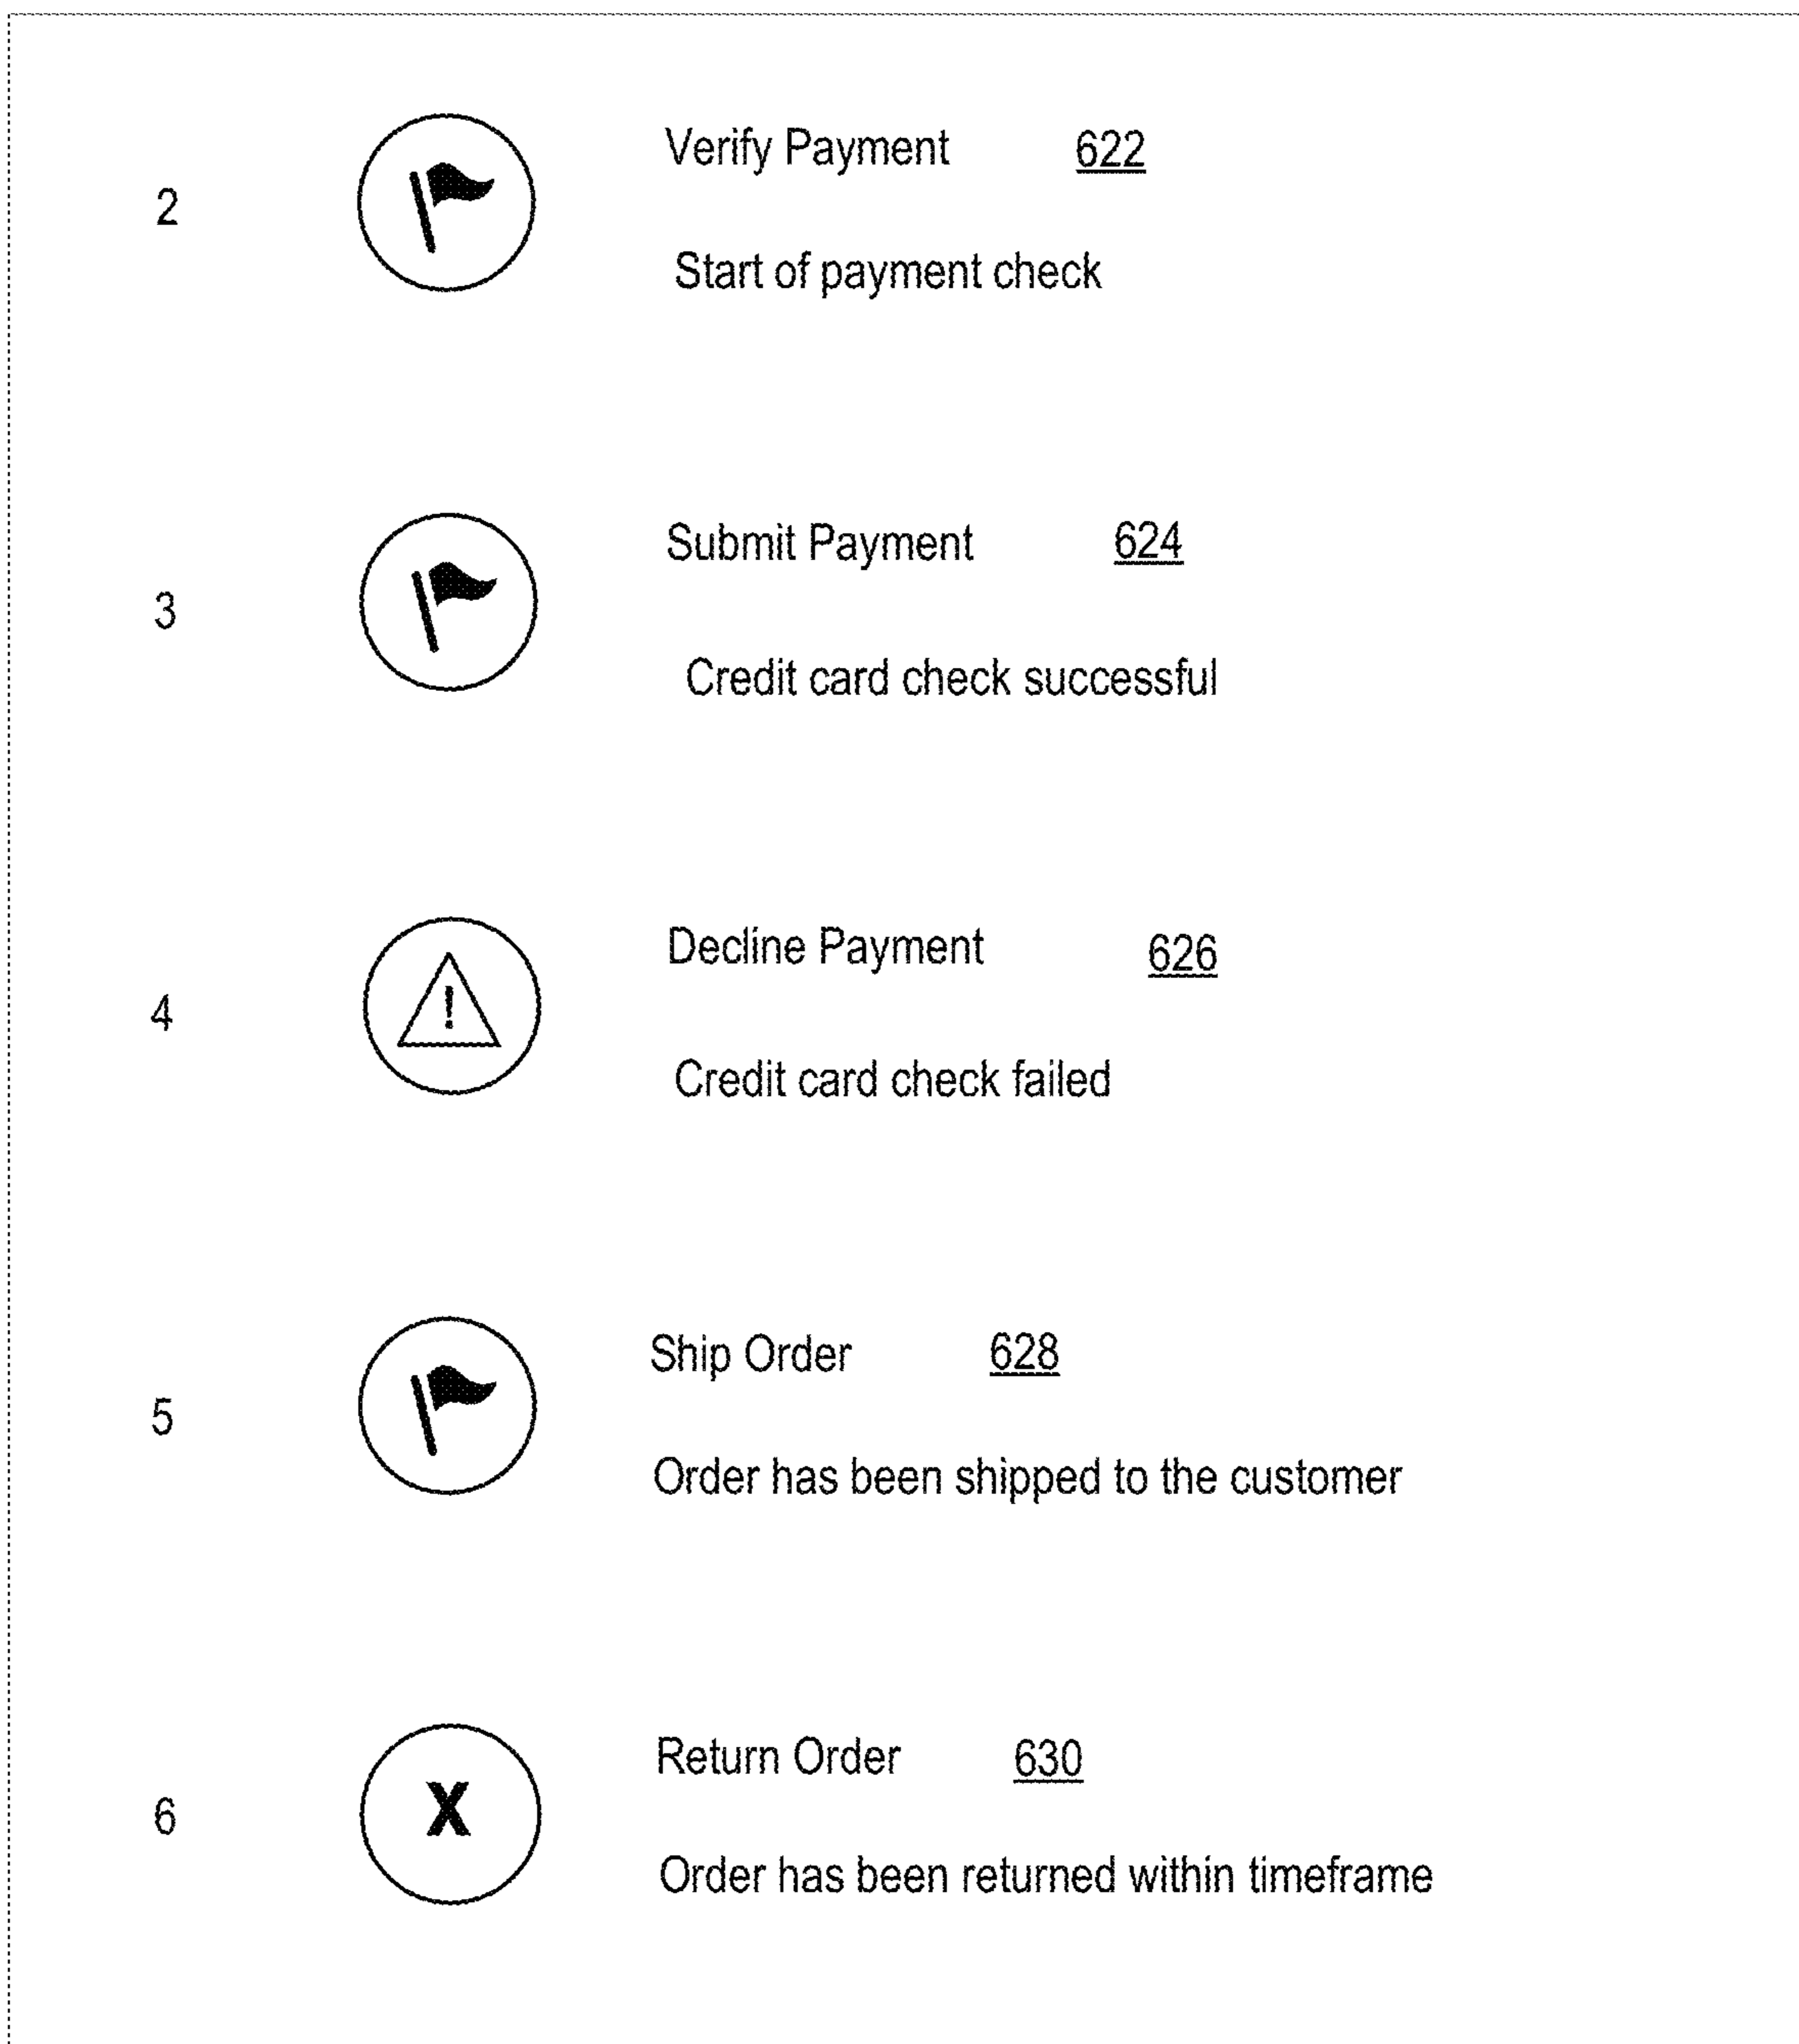 Verify Payment 622
2
Start of payment check
Submit Payment 624
3
Credit card check successful
Decline Payment 626
4
!
Credit card check failed
Ship Order 628
5
Order has been shipped to the customer
Return Order 630
6
X
Order has been returned within timeframe